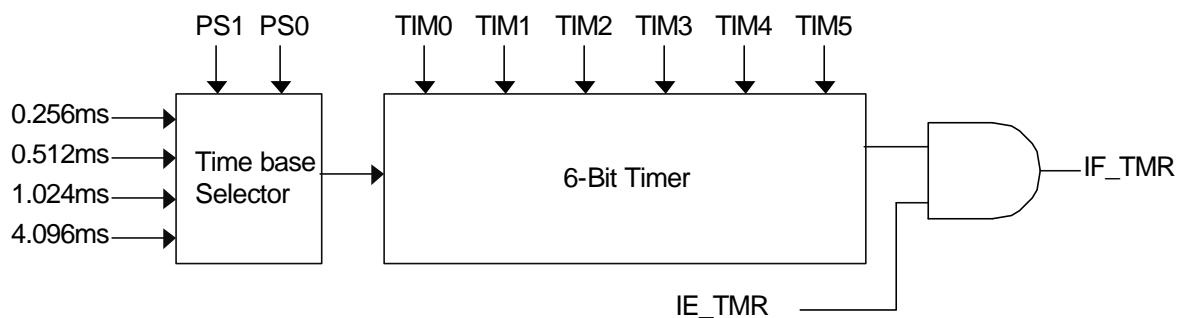 PS1 PS0 TIM0 TIM1 TIM2 TIM3 TIM4 TIM5
0.256ms
0.512ms
1.024ms
4.096ms
Time base
Selector
6-Bit Timer
IF_TMR
IE_TMR